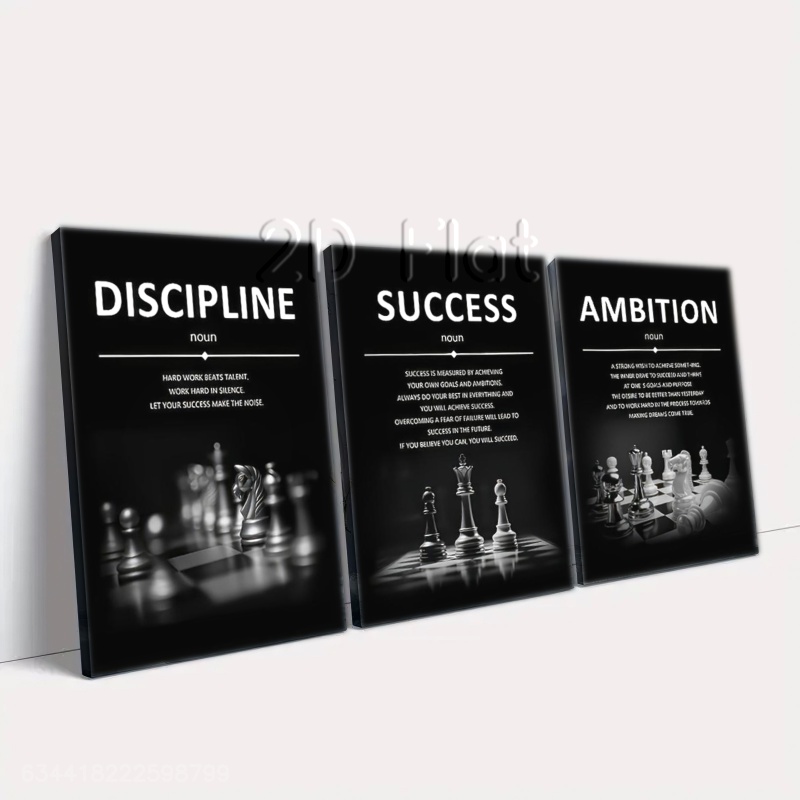 2D Flat
DISCIPLINE
noun
HARD WORK BEATS TALENT,
WORK HARD IN SILENCE.
LET YOUR SUCCESS MAKE THE NOISE.
SUCCESS
noun
SUCCESS IS MEASURED BY ACHIEVING
YOUR OWN GOALS AND AMBITIONS.
ALWAYS DO YOUR BEST IN EVERYTHING AND
YOU WILL ACHIEVE SUCCESS.
OVERCOMING A FEAR OF FAILURE WILL LEAD TO
SUCCESS IN THE FUTURE.
IF YOU BELIEVE YOU CAN, YOU WILL SUCCEED.
AMBITION
noun
A STRONG WISH TO ACHIEVE SOMETHING.
THE INNER DRIVE TO SUCCEED AND THRIVE
AT ONE'S GOALS AND PURPOSE
THE DESIRE TO BE BETTER THAN YESTERDAY
AND TO WORK HARD IN THE PROCESS
MAKING DREAMS COME TRUE.
634418222598799